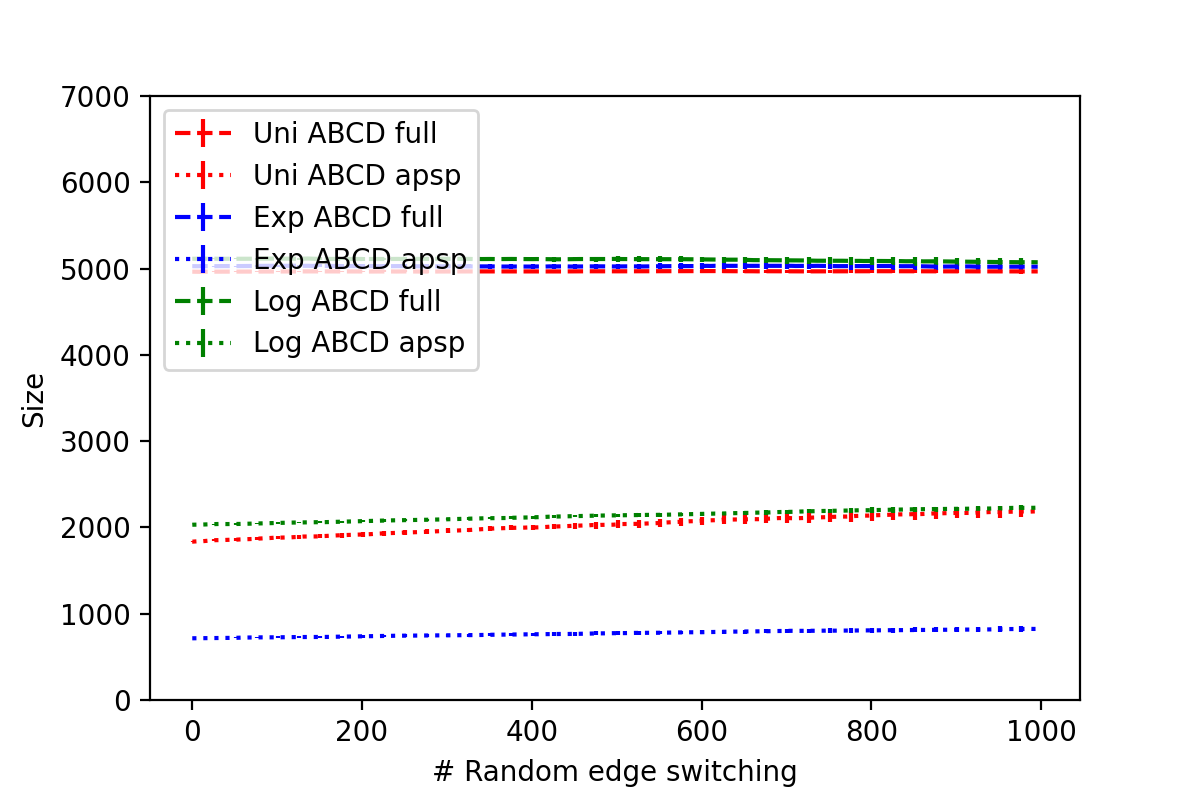 7000
6000
5000
4000
3000
2000
1000
0
Size
Uni ABCD full
Uni ABCD apsp
Exp ABCD full
Exp ABCD apsp
Log ABCD full
Log ABCD apsp
0 200 400 600 800 1000
# Random edge switching